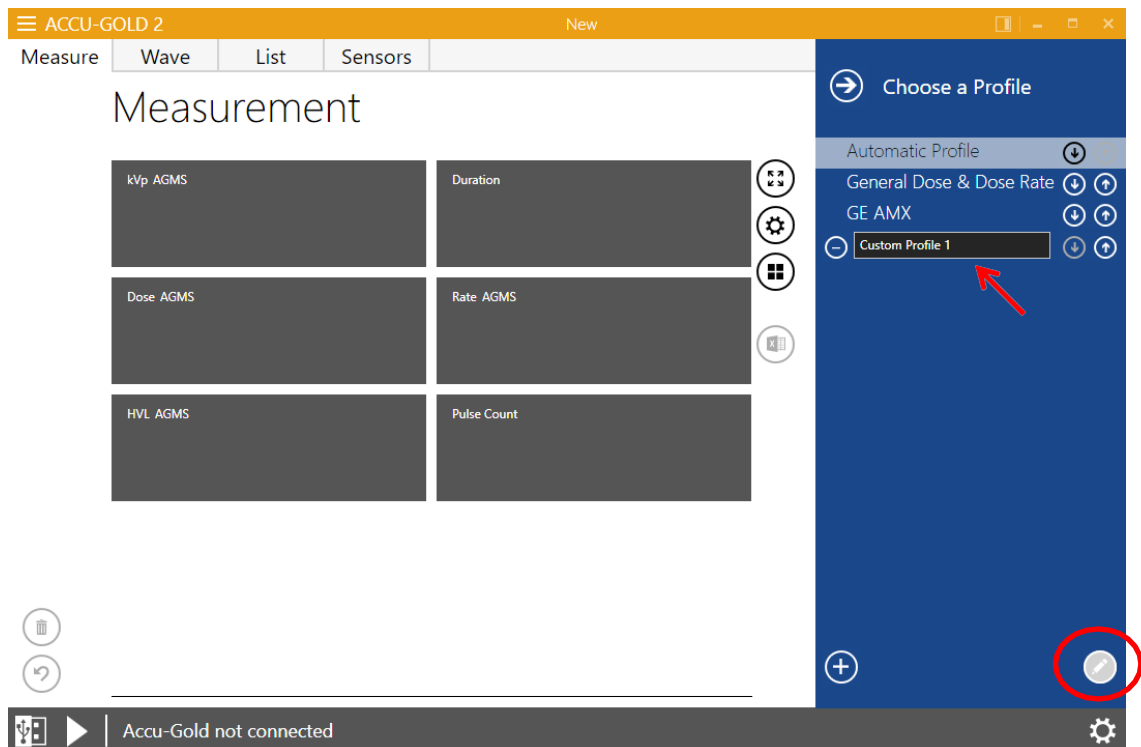 ACCU-GOLD 2
New
Measure
Wave
List
Sensors
Measurement
kVp AGMS
Duration
Dose AGMS
Rate AGMS
HVL AGMS
Pulse Count
Choose a Profile
Automatic Profile
General Dose & Dose Rate
GE AMX
Custom Profile 1
Accu-Gold not connected